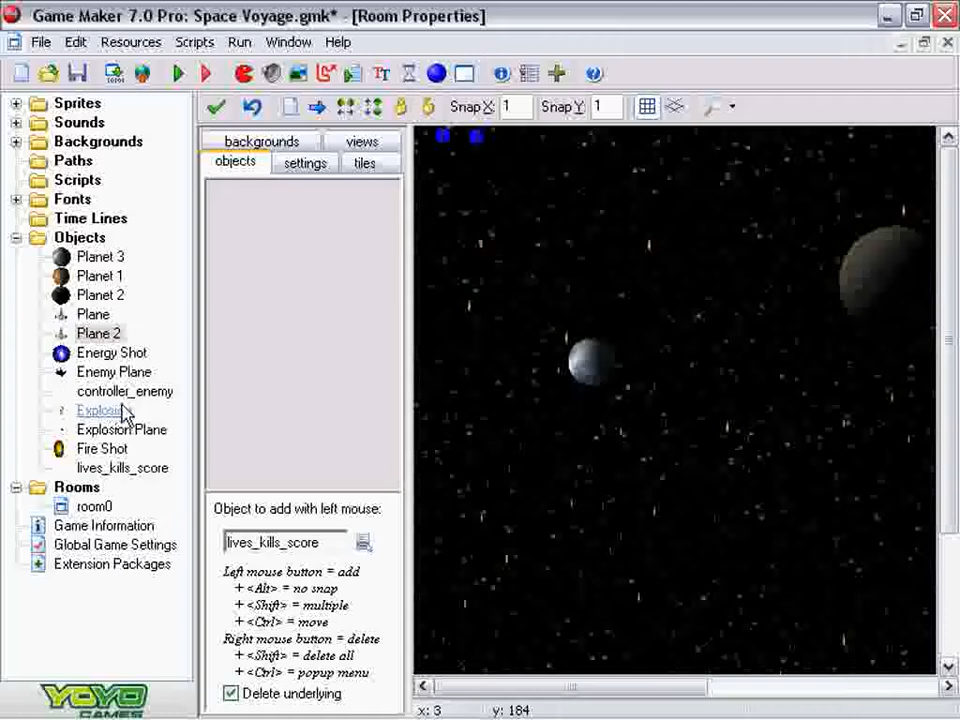 Game Maker 7.0 Pro: Space Voyage.gmk* - [Room Properties]
File Edit Resources Scripts Run Window Help
Snap X: 1 Snap Y: 1
Sprites
Sounds
Backgrounds
Paths
Scripts
Fonts
Time Lines
Objects
Planet 3
Planet 1
Planet 2
Plane
Plane 2
Energy Shot
Enemy Plane
controller_enemy
Explosion Plane
Fire Shot
lives_kills_score
Rooms
room0
Game Information
Global Game Settings
Extension Packages
YOYO
GAMES
backgrounds views
objects settings tiles
Object to add with left mouse:
lives_kills_score
Left mouse button = add
+ <Alt> = no snap
+ <Shift> = multiple
+ <Ctrl> = move
Right mouse button = delete
+ <Shift> = delete all
+ <Ctrl> = popup menu
Delete underlying
x: 3 y: 184